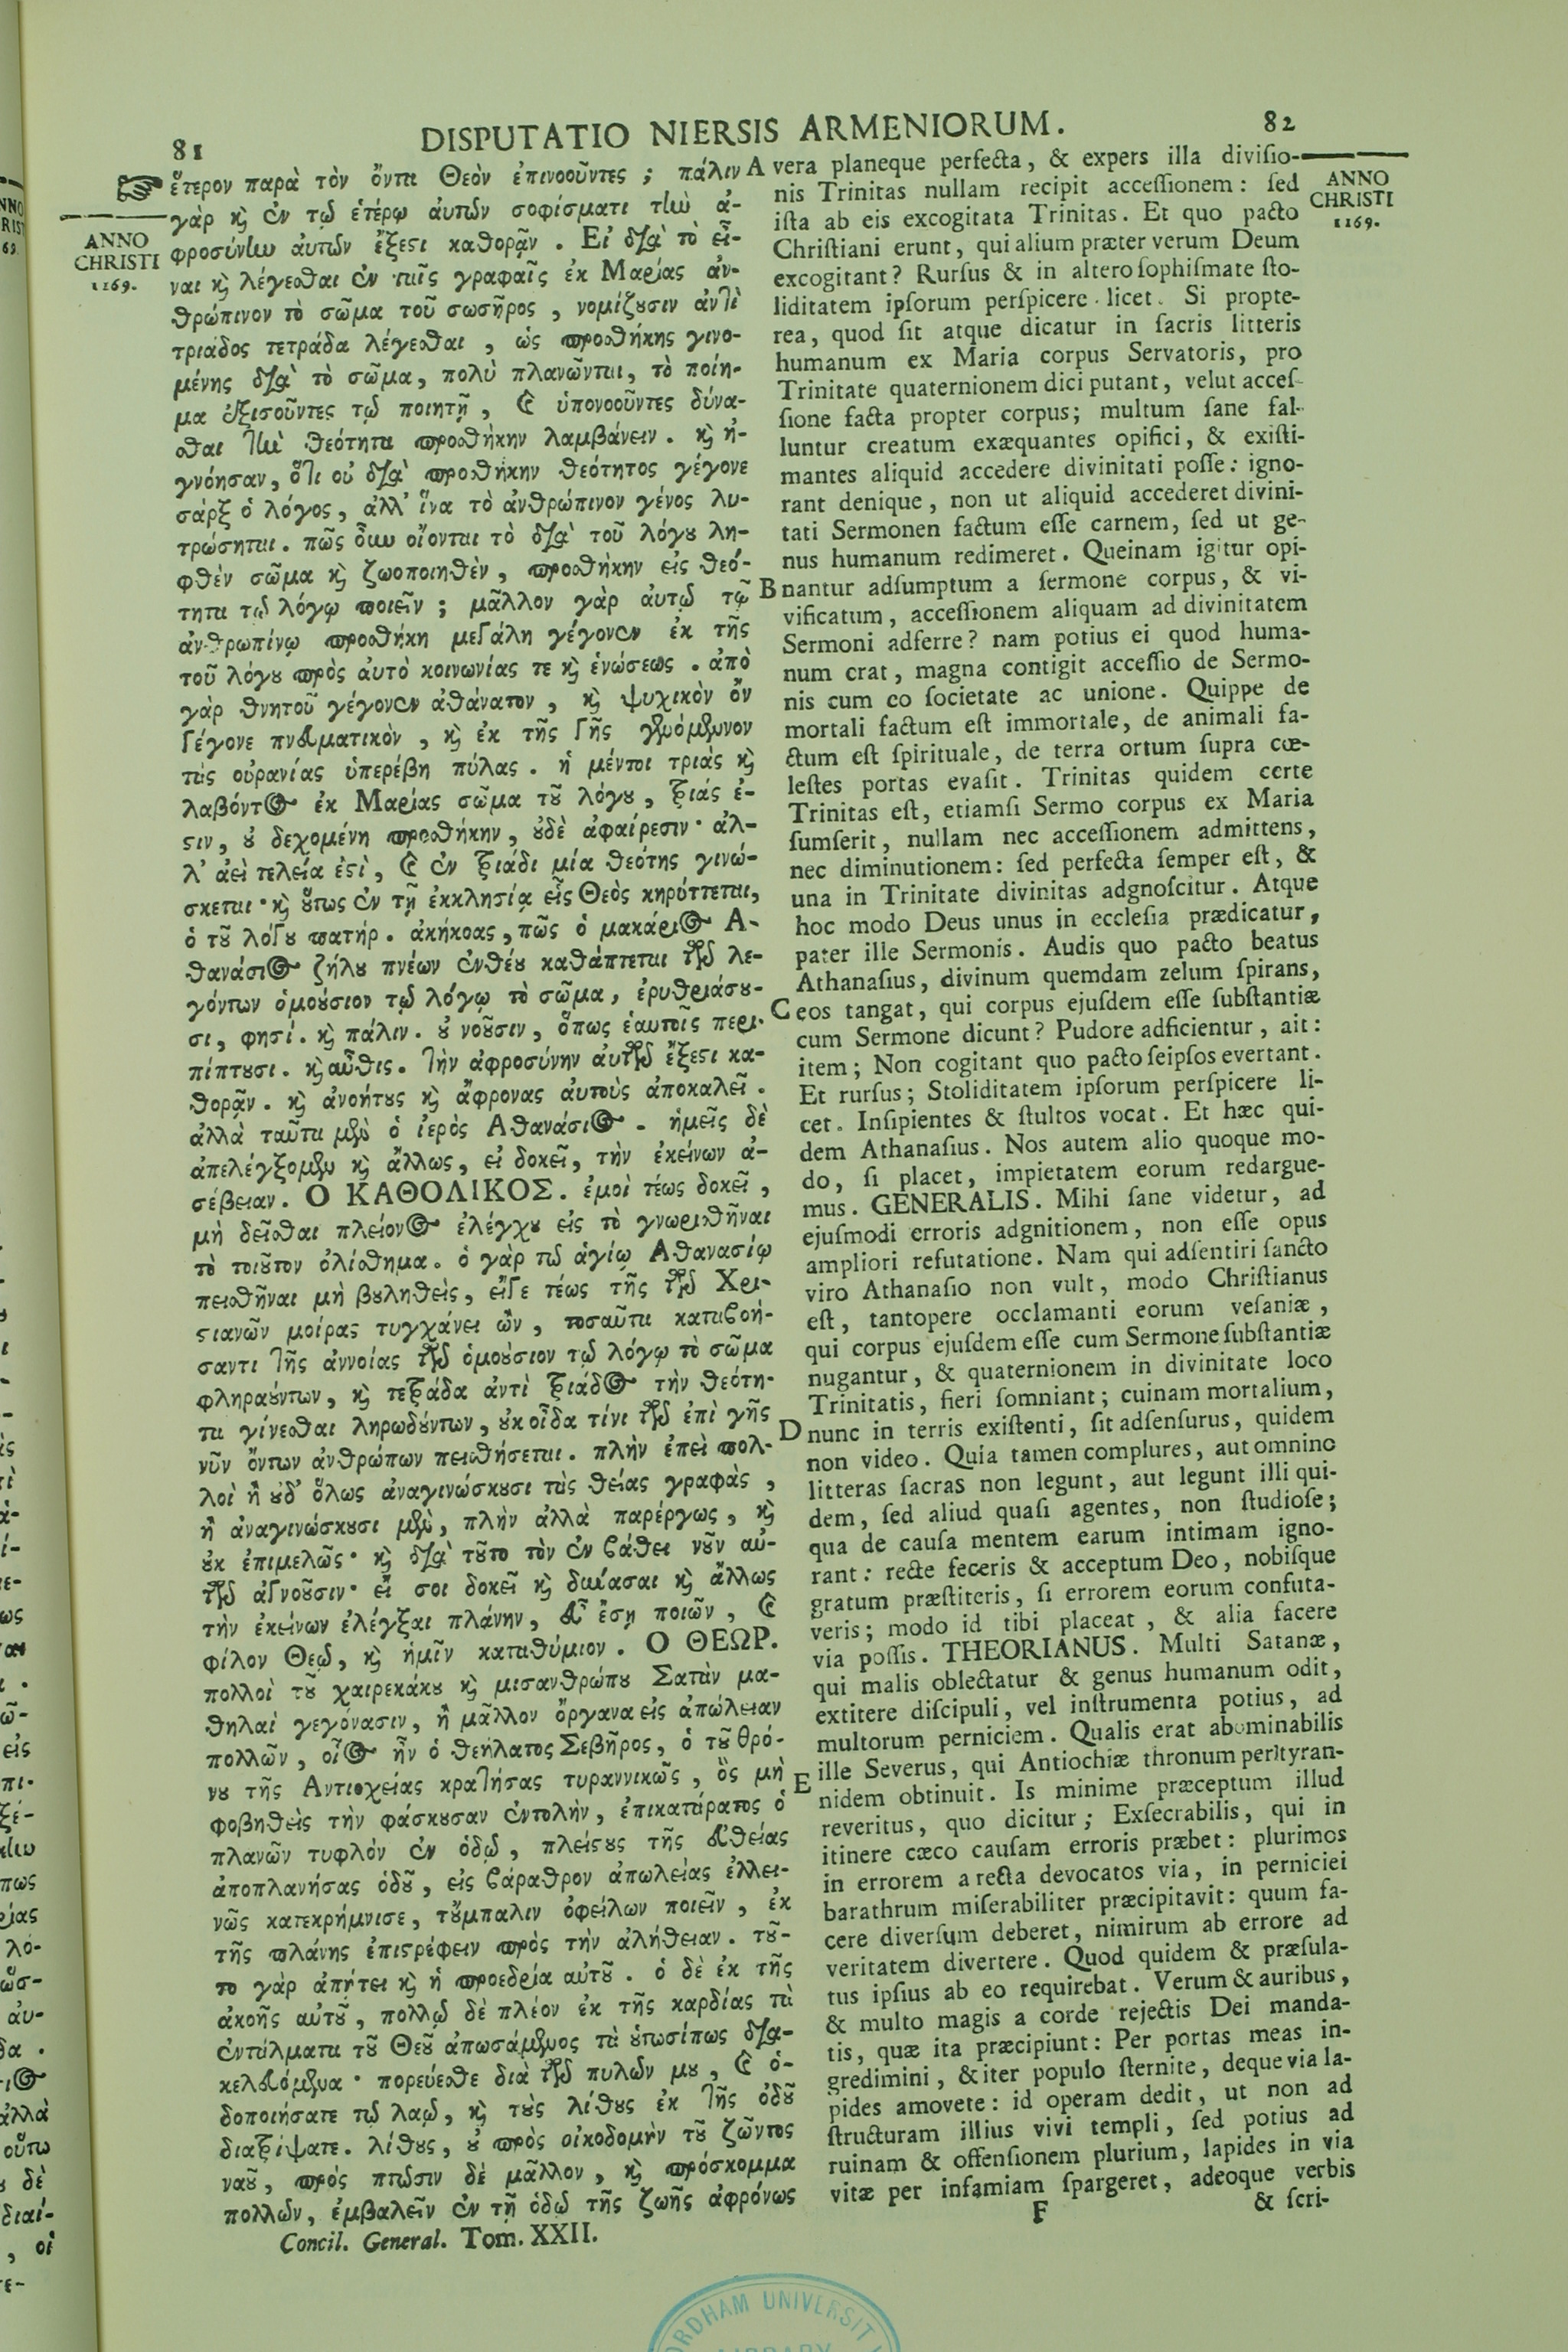 81
DISPUTATIO NIERSIS ARMENIORUM.
82
ANNO
CHRISTI
1169.
ἕτερον παρὰ τὸν ὄντα Θεὸν ἐπινοοῦντες ; πάλιν
γὰρ κὶ ἐν τῷ ἑτέρῳ αὐτῶν σοφίσματι τὴν ἀ-
φροσύνην αὐτῶν ἔξεστι καθορᾷν . Εἰ διὰ τὸ εἶ-
ναι κὶ λέγεσθαι ἐν ταῖς γραφαῖς ἐκ Μαρίας ἀν-
θρώπινον τὸ σῶμα τοῦ σωτῆρος , νομίζουσιν ἀντὶ
τριάδος τετράδα λέγεσθαι , ὡς προσθήκης γινο-
μένης διὰ τὸ σῶμα, πολὺ πλανῶνται, τὸ ποίη-
μα ἐξισοῦντες τῷ ποιητῇ , καὶ ὑπονοοῦντες δύνα-
σθαι τὴν θεότητα προσθήκην λαμβάνειν . κὶ ἠ-
γνόησαν, ὅτι οὐ διὰ προσθήκην θεότητος γέγονε
σὰρξ ὁ λόγος, ἀλλ' ἵνα τὸ ἀνθρώπινον γένος λυ-
τρώσηται. πῶς οὖν οἴονται τὸ διὰ τοῦ λόγου λη-
φθὲν σῶμα κὶ ζωοποιηθὲν, προσθήκην εἰς θεό-
τητα τῷ λόγῳ ποιεῖν ; μᾶλλον γὰρ αὐτῷ τῷ
ἀνθρωπίνῳ προσθήκη μεγάλη γέγονεν ἐκ τῆς
τοῦ λόγου πρὸς αὐτὸ κοινωνίας τε κὶ ἑνώσεως . ἀπὸ
γὰρ θνητοῦ γέγονεν ἀθάνατον , κὶ ψυχικὸν ὂν
γέγονε πνευματικὸν , κὶ ἐκ τῆς γῆς γενόμενον
τὰς οὐρανίας ὑπερέβη πύλας . ἡ μέντοι τριὰς κὶ
λαβόντος ἐκ Μαρίας σῶμα τοῦ λόγου , τριάς ἐ-
στιν, οὐ δεχομένη προσθήκην, οὐδὲ ἀφαίρεσιν· ἀλ-
λ' ἀεὶ τελεία ἐστὶ, καὶ ἐν τριάδι μία θεότης γινώ-
σκεται· κὶ οὕτως ἐν τῇ ἐκκλησίᾳ εἷς Θεὸς κηρύττεται,
ὁ τοῦ λόγου πατήρ. ἀκήκοας, πῶς ὁ μακάριος Α-
θανάσιος ζήλου πνέων ἐνθέου καθάπτεται τῶν λε-
γόντων ὁμοούσιον τῷ λόγῳ τὸ σῶμα, ἐρυθριάσου-
σι, φησί. κὶ πάλιν. οὐ νοοῦσιν, ὅπως ἑαυτοῖς περι-
πίπτουσι. κὶ αὖθις. τὴν ἀφροσύνην αὐτῶν ἔξεστι κα-
θορᾷν. κὶ ἀνοήτους κὶ ἄφρονας αὐτοὺς ἀποκαλεῖ .
ἀλλὰ ταῦτα μὲν ὁ ἱερὸς Αθανάσιος . ἡμεῖς δὲ
ἀπελέγξομεν κὶ ἄλλως, εἰ δοκεῖ, τὴν ἐκείνων ἀ-
σέβειαν. Ο ΚΑΘΟΛΙΚΟΣ. ἐμοὶ τέως δοκεῖ ,
μὴ δεῖσθαι πλείονος ἐλέγχου εἰς τὸ γνωρισθῆναι
τὸ τοιοῦτον ὀλίσθημα. ὁ γὰρ τῷ ἁγίῳ Αθανασίῳ
πεισθῆναι μὴ βουληθεὶς, εἴγε τέως τῆς τῶν Χρι-
στιανῶν μοίρας τυγχάνει ὢν , τοσαῦτα καταβοή-
σαντι τῆς ἀννοίας τῶν ὁμοούσιον τῷ λόγῳ τὸ σῶμα
φληραύντων, κὶ τετράδα ἀντὶ τριάδος τὴν θεότη-
τα γίνεσθαι ληρωδούντων, οὐκ οἶδα τίνι τῶν ἐπὶ γῆς
νῦν ὄντων ἀνθρώπων πεισθήσεται. πλὴν ἐπεὶ πολ-
λοὶ ἢ οὐδ' ὅλως ἀναγινώσκουσι τὰς θείας γραφὰς ,
ἢ ἀναγινώσκουσι μὲν, πλὴν ἀλλὰ παρέργως , κὶ
οὐκ ἐπιμελῶς· κὶ διὰ τοῦτο τὸν ἐν βάθει νοῦν αὐ-
τῶν ἀγνοοῦσιν· εἴ σοι δοκεῖ κὶ δύνασαι κὶ ἄλλως
τὴν ἐκείνων ἐλέγξαι πλάνην, εὖ ἔσῃ ποιῶν , καὶ
φίλον Θεῷ, κὶ ἡμῖν καταθύμιον . Ο ΘΕΩΡ.
πολλοὶ τοῦ χαιρεκάκου κὶ μισανθρώπου Σατὰν μα-
θηταὶ γεγόνασιν, ἢ μᾶλλον ὄργανα εἰς ἀπώλειαν
πολλῶν, οἷος ἦν ὁ θεήλατος Σεβῆρος, ὁ τοῦ θρό-
νου τῆς Αντιοχείας κρατήσας τυραννικῶς , ὃς μὴ
φοβηθεὶς τὴν φάσκουσαν ἐντολὴν, ἐπικατάρατος ὁ
πλανῶν τυφλὸν ἐν ὁδῷ, πλείστους τῆς εὐθείας
ἀποπλανήσας ὁδοῦ, εἰς βάραθρον ἀπωλείας ἐλλει-
νῶς κατεκρήμνισε, τοὔμπαλιν ὀφείλων ποιεῖν , ἐκ
τῆς πλάνης ἐπιστρέφειν πρὸς τὴν ἀλήθειαν. τοῦ-
το γὰρ ἀπῄτει κὶ ἡ προεδρία αὐτοῦ . ὁ δὲ ἐκ τῆς
ἀκοῆς αὐτοῦ , πολλῷ δὲ πλέον ἐκ τῆς καρδίας τὰ
ἐντάλματα τοῦ Θεοῦ ἀπωσάμενος τὰ οὑτωσίπως δια-
κελευόμενα· πορεύεσθε διὰ τῶν πυλῶν μου , καὶ ὁ-
δοποιήσατε τῷ λαῷ, κὶ τοὺς λίθους ἐκ τῆς ὁδοῦ
διαρρίψατε. λίθους, οὐ πρὸς οἰκοδομὴν τοῦ ζῶντος
ναοῦ, πρὸς πτῶσιν δὲ μᾶλλον, κὶ πρόσκομμα
πολλῶν, ἐμβαλεῖν ἐν τῇ ὁδῷ τῆς ζωῆς ἀφρόνως
Concil. General. Tom. XXII.
A
B
C
D
E
vera planeque perfecta, & expers illa divisio-
nis Trinitas nullam recipit accessionem: sed
ista ab eis excogitata Trinitas. Et quo pacto
Christiani erunt, qui alium præter verum Deum
excogitant? Rursus & in altero sophismate sto-
liditatem ipsorum perspicere licet. Si propte-
rea, quod sit atque dicatur in sacris litteris
humanum ex Maria corpus Servatoris, pro
Trinitate quaternionem dici putant, velut acces-
sione facta propter corpus; multum sane fal-
luntur creatum exæquantes opifici, & existi-
mantes aliquid accedere divinitati posse: igno-
rant denique, non ut aliquid accederet divini-
tati Sermonen factum esse carnem, sed ut ge-
nus humanum redimeret. Queinam igitur opi-
nantur adsumptum a sermone corpus, & vi-
vificatum, accessionem aliquam ad divinitatem
Sermoni adferre? nam potius ei quod huma-
num erat, magna contigit accessio de Sermo-
nis cum eo societate ac unione. Quippe de
mortali factum est immortale, de animali fa-
ctum est spirituale, de terra ortum supra cœ-
lestes portas evasit. Trinitas quidem certe
Trinitas est, etiamsi Sermo corpus ex Maria
sumserit, nullam nec accessionem admittens,
nec diminutionem: sed perfecta semper est, &
una in Trinitate divinitas adgnoscitur. Atque
hoc modo Deus unus in ecclesia prædicatur,
pater ille Sermonis. Audis quo pacto beatus
Athanasius, divinum quemdam zelum spirans,
eos tangat, qui corpus ejusdem esse substantiæ
cum Sermone dicunt? Pudore adficientur, ait:
item; Non cogitant quo pacto seipsos evertant.
Et rursus; Stoliditatem ipsorum perspicere li-
cet. Insipientes & stultos vocat. Et hæc qui-
dem Athanasius. Nos autem alio quoque mo-
do, si placet, impietatem eorum redargue-
mus. GENERALIS. Mihi sane videtur, ad
ejusmodi erroris adgnitionem, non esse opus
ampliori refutatione. Nam qui adsentiri sancto
viro Athanasio non vult, modo Christianus
est, tantopere occlamanti eorum vesaniæ,
qui corpus ejusdem esse cum Sermone substantiæ
nugantur, & quaternionem in divinitate loco
Trinitatis, fieri somniant; cuinam mortalium,
nunc in terris existenti, sit adsensurus, quidem
non video. Quia tamen complures, aut omnino
litteras sacras non legunt, aut legunt illi qui-
dem, sed aliud quasi agentes, non studiose;
qua de causa mentem earum intimam igno-
rant: recte feceris & acceptum Deo, nobisque
gratum præstiteris, si errorem eorum confuta-
veris; modo id tibi placeat, & alia facere
via possis. THEORIANUS. Multi Satanæ,
qui malis oblectatur & genus humanum odit,
extitere discipuli, vel instrumenta potius, ad
multorum perniciem. Qualis erat abominabilis
ille Severus, qui Antiochiæ thronum per tyran-
nidem obtinuit. Is minime præceptum illud
reveritus, quo dicitur; Exsecrabilis, qui in
itinere cæco causam erroris præbet: plurimos
in errorem a recta devocatos via, in perniciei
barathrum miserabiliter præcipitavit: quum fa-
cere diversum deberet, nimirum ab errore ad
veritatem divertere. Quod quidem & præsula-
tus ipsius ab eo requirebat. Verum & auribus,
& multo magis a corde rejectis Dei manda-
tis, quæ ita præcipiunt: Per portas meas in-
gredimini, & iter populo sternite, deque via la-
pides amovete: id operam dedit, ut non ad
structuram illius vivi templi, sed potius ad
ruinam & offensionem plurium, lapides in via
vitæ per infamiam spargeret, adeoque verbis
F
& scri-
ANNO
CHRISTI
1169.